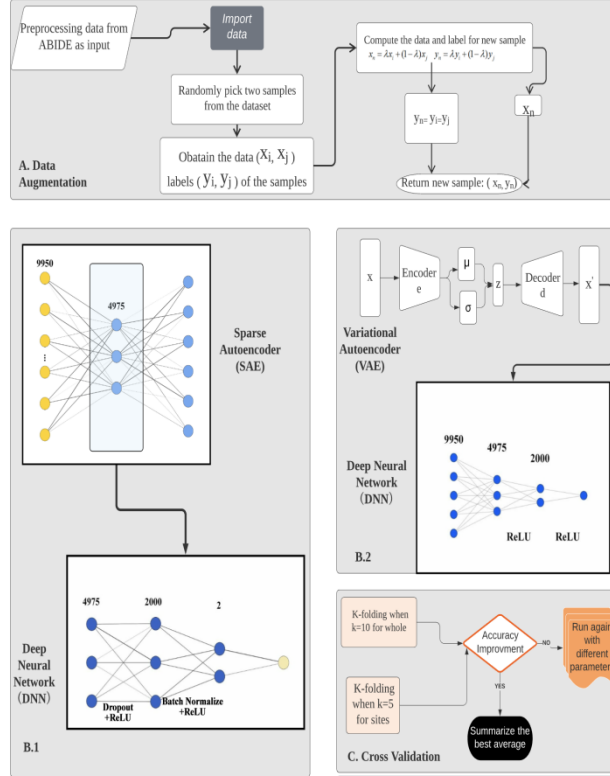 Preprocessing data from
ABIDE as input
Import
data
Randomly pick two samples
from the dataset
Obatain the data (xi, xj )
labels ( yi, yj ) of the samples
Compute the data and label for new sample
xn = λxi + (1−λ)xj   yn = λyi + (1−λ)yj
yn= yi=yj
xn
Return new sample: ( xn, yn)
A. Data
Augmentation
9950
4975
...
Sparse
Autoencoder
(SAE)
4975
2000
2
Deep
Neural
Network
(DNN)
Dropout
+ReLU
Batch Normalize
+ReLU
B.1
x
Encoder
e
μ
σ
z
Decoder
d
x'
Variational
Autoencoder
(VAE)
9950
4975
2000
Deep Neural
Network
(DNN)
ReLU
ReLU
B.2
K-folding when
k=10 for whole
K-folding
when k=5
for sites
Accuracy
Improvment
NO
Run again
with
different
parameter
YES
Summarize the
best average
C. Cross Validation